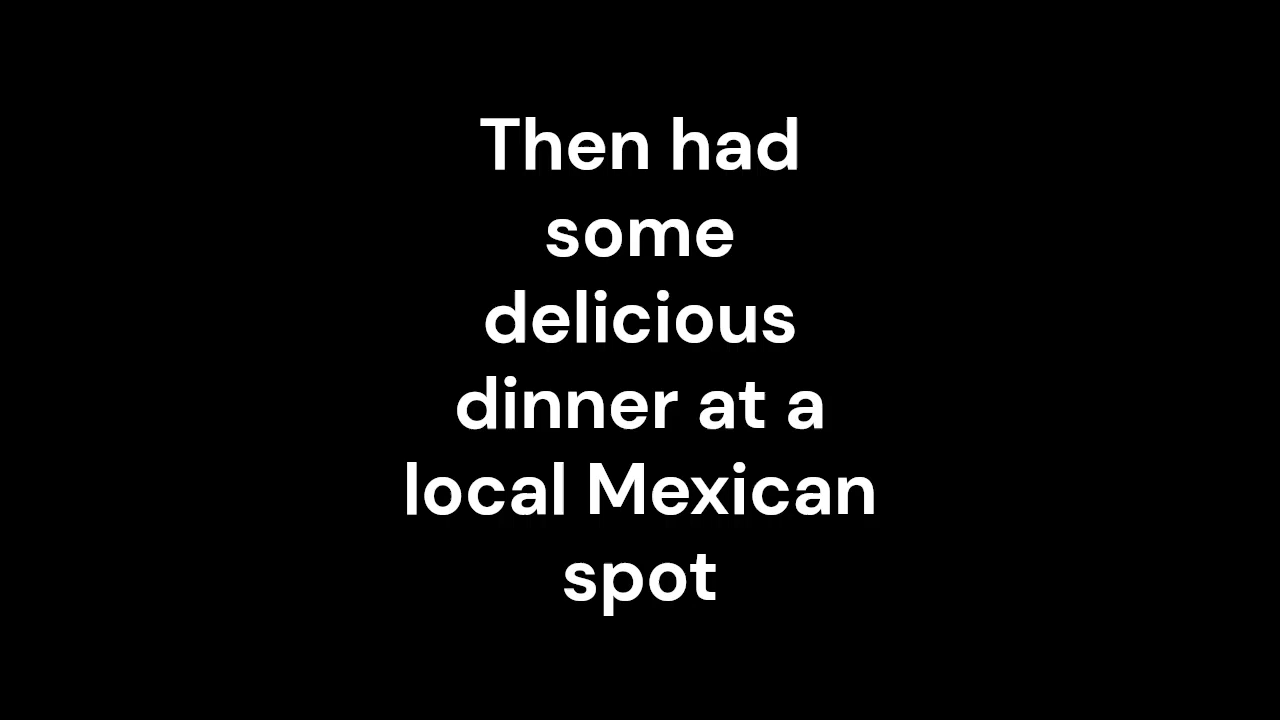 Then had
some
delicious
dinner at a
local Mexican
spot